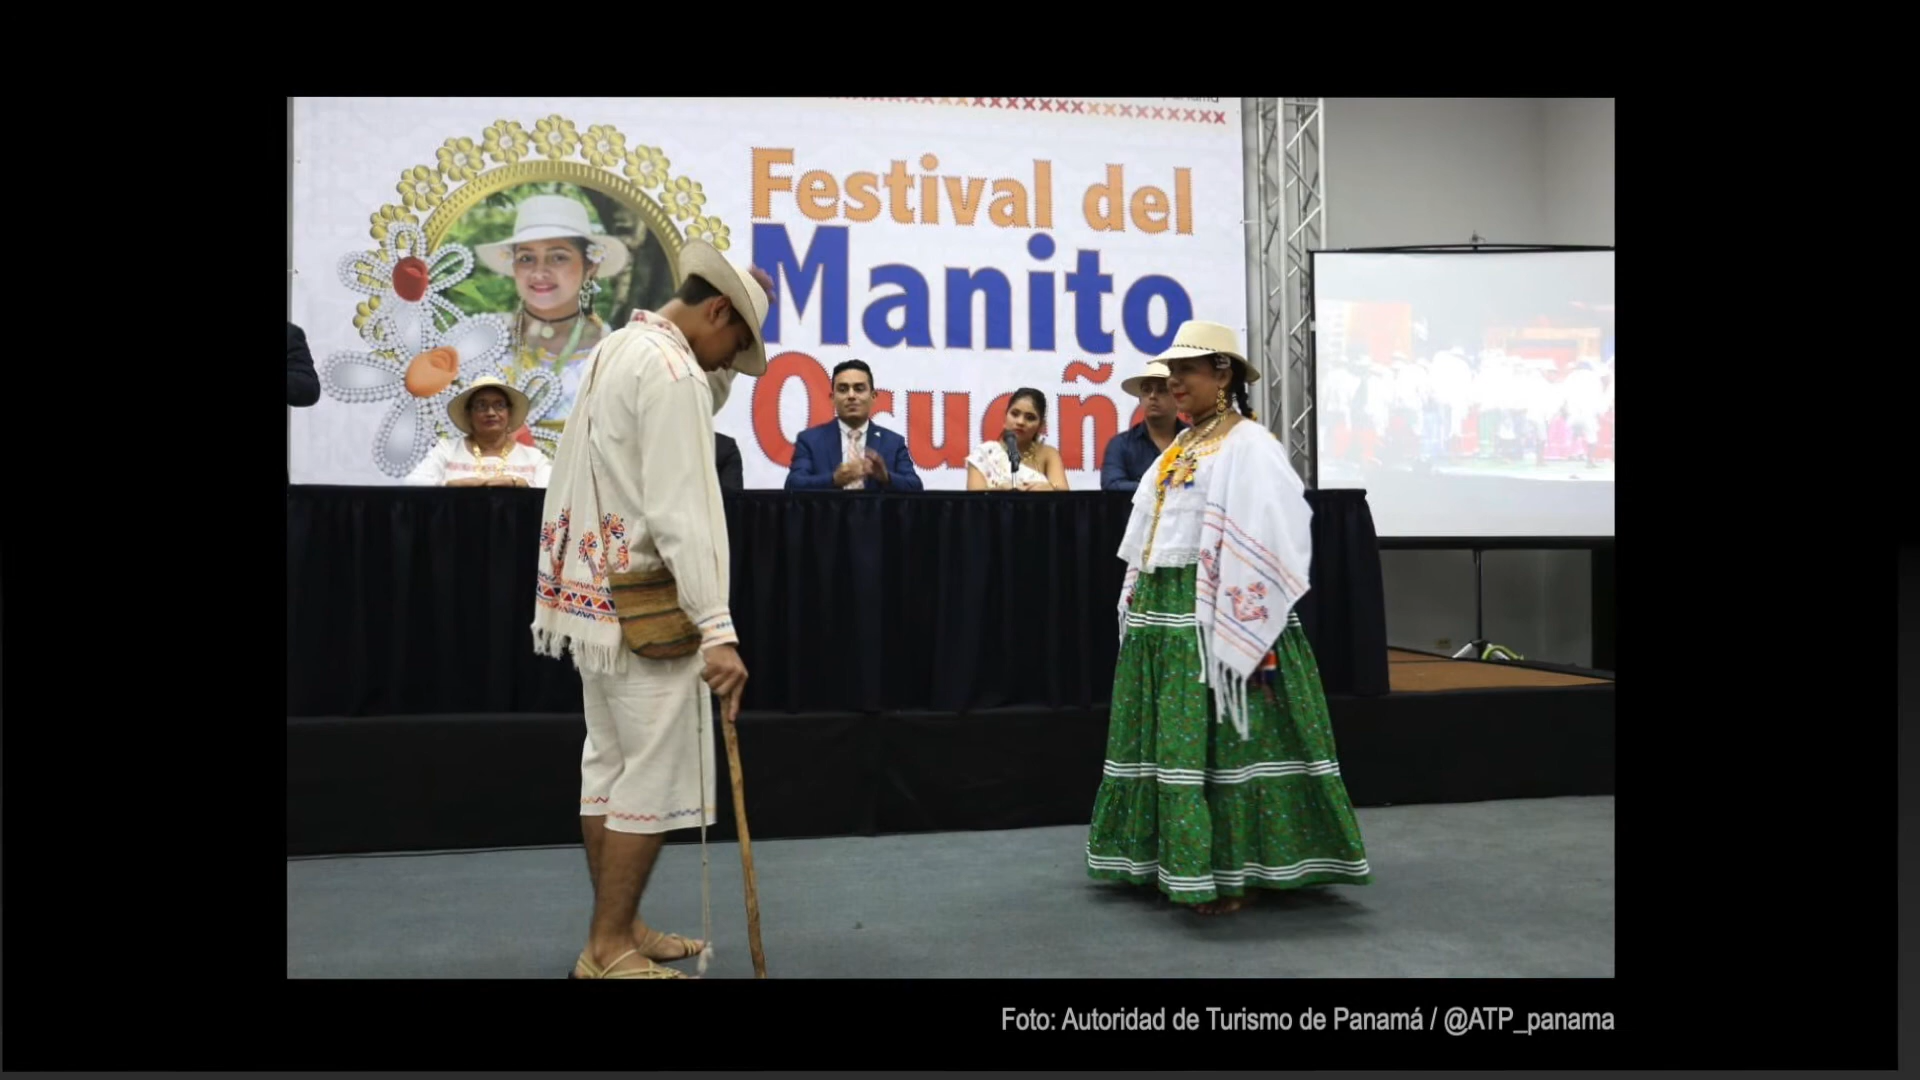 Festival del
Manito
Foto: Autoridad de Turismo de Panamá / @ATP_panama